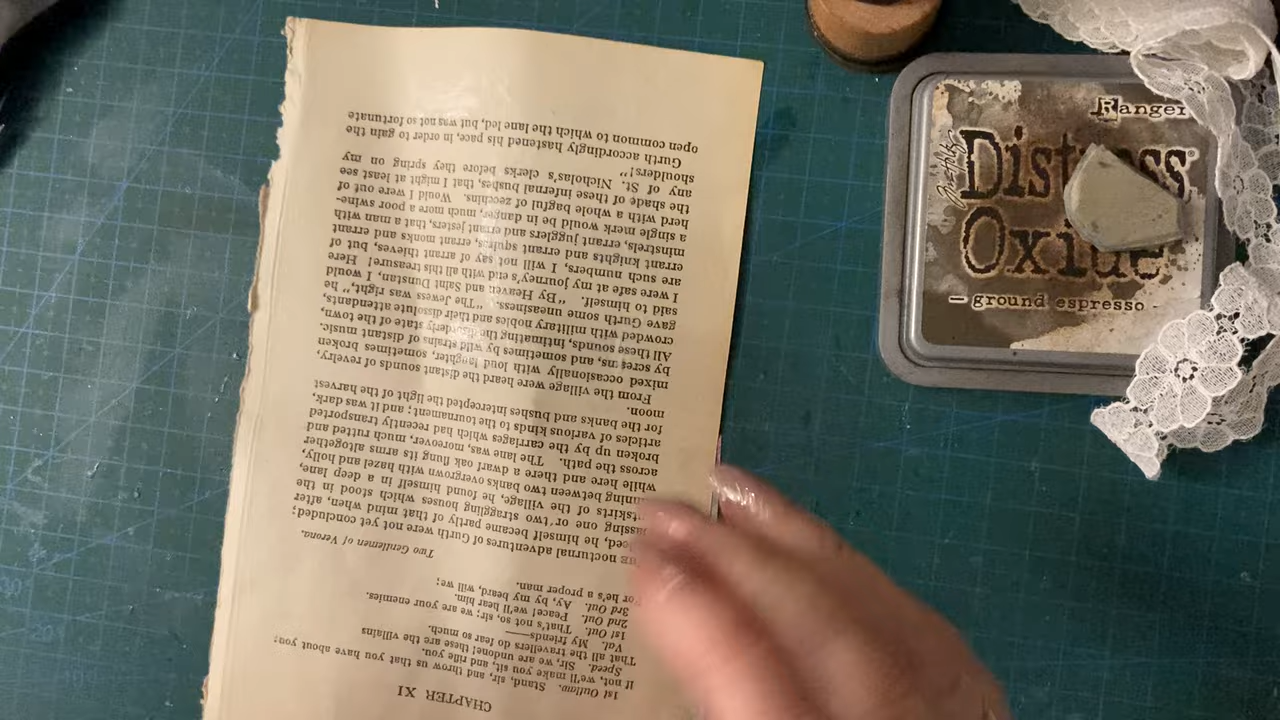 CHAPTER XI
1st Outlaw. Stand, sir, and throw us that you have about you;
If not, we'll make you sit, and rifle you.
Speed. Sir, we are undone! these are the villains
That all the travellers do fear so much.
Val. My friends——
1st Out. That's not so, sir; we are your enemies.
2nd Out. Peace! we'll hear him.
3rd Out. Ay, by my beard, will we;
For he's a proper man.
Two Gentlemen of Verona.
nocturnal adventures of Gurth were not yet concluded;
he himself became partly of that mind when, after
passing one or two straggling houses which stood in the
of the village, he found himself in a deep lane,
between two banks overgrown with hazel and holly,
while here and there a dwarf oak flung its arms altogether
across the path. The lane was, moreover, much rutted and
broken up by the carriages which had recently transported
articles of various kinds to the tournament; and it was dark,
for the banks and bushes intercepted the light of the harvest
moon.
From the village were heard the distant sounds of revelry,
mixed occasionally with loud laughter, sometimes broken
by screams, and sometimes by wild strains of distant music.
All these sounds, intimating the disorderly state of the town,
crowded with military nobles and their dissolute attendants,
gave Gurth some uneasiness. "The Jewess was right," he
said to himself. "By Heaven and Saint Dunstan, I would
I were safe at my journey's end with all this treasure! Here
are such numbers, I will not say of arrant thieves, but of
errant knights and errant squires, errant monks and errant
minstrels, errant jugglers and errant jesters, that a man with
a single merk would be in danger, much more a poor swine-
herd with a whole bagful of zecchins. Would I were out of
the shade of these infernal bushes, that I might at least see
any of St. Nicholas's clerks before they spring on my
shoulders!"
Gurth accordingly hastened his pace, in order to gain the
open common to which the lane led, but was not so fortunate
Ranger
Distress®
Oxide
- ground espresso -